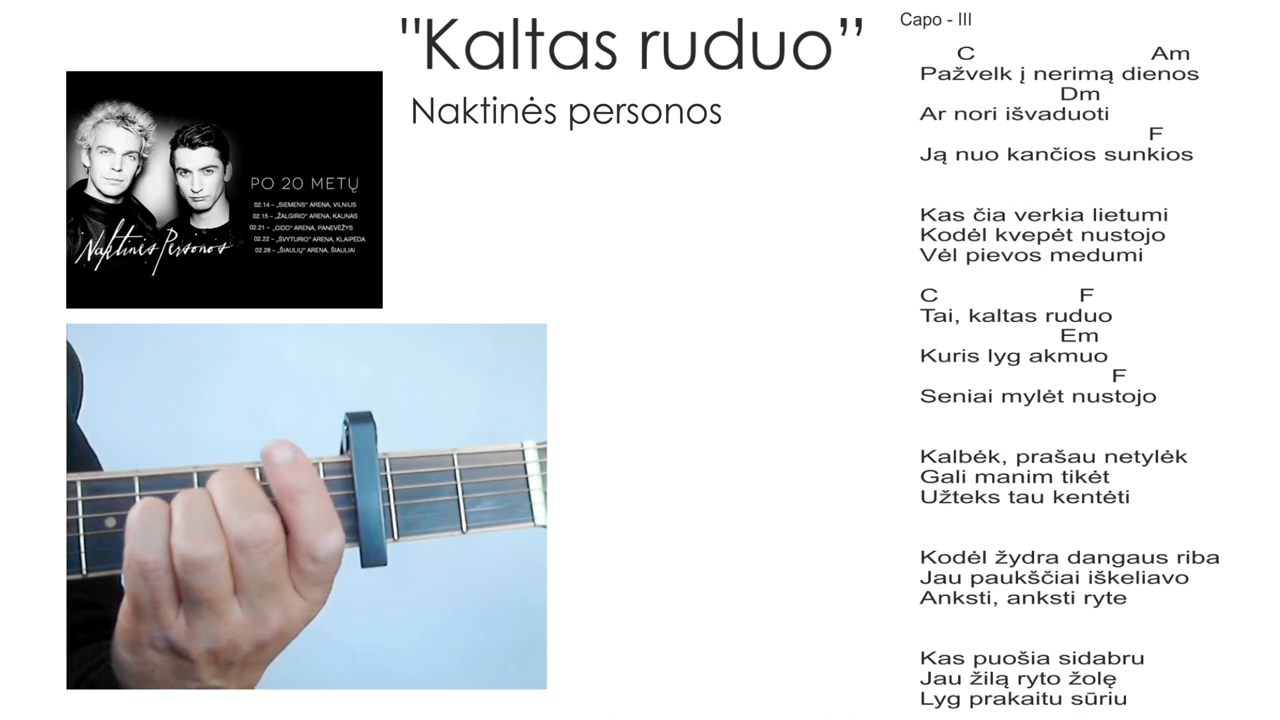 "Kaltas ruduo”
Naktinės personos
PO 20 METŲ
02.14 – „SIEMENS“ ARENA, VILNIUS
02.15 – „ŽALGIRIO“ ARENA, KAUNAS
02.21 – „CIDO“ ARENA, PANEVĖŽYS
02.22 – „ŠVYTURIO“ ARENA, KLAIPĖDA
02.28 – „ŠIAULIŲ“ ARENA, ŠIAULIAI
Naktinės Personos
Capo - III
C Am
Pažvelk į nerimą dienos
Dm
Ar nori išvaduoti
F
Ją nuo kančios sunkios
Kas čia verkia lietumi
Kodėl kvepėt nustojo
Vėl pievos medumi
C F
Tai, kaltas ruduo
Em
Kuris lyg akmuo
F
Seniai mylėt nustojo
Kalbėk, prašau netylėk
Gali manim tikėt
Užteks tau kentėti
Kodėl žydra dangaus riba
Jau paukščiai iškeliavo
Anksti, anksti ryte
Kas puošia sidabru
Jau žilą ryto žolę
Lyg prakaitu sūriu